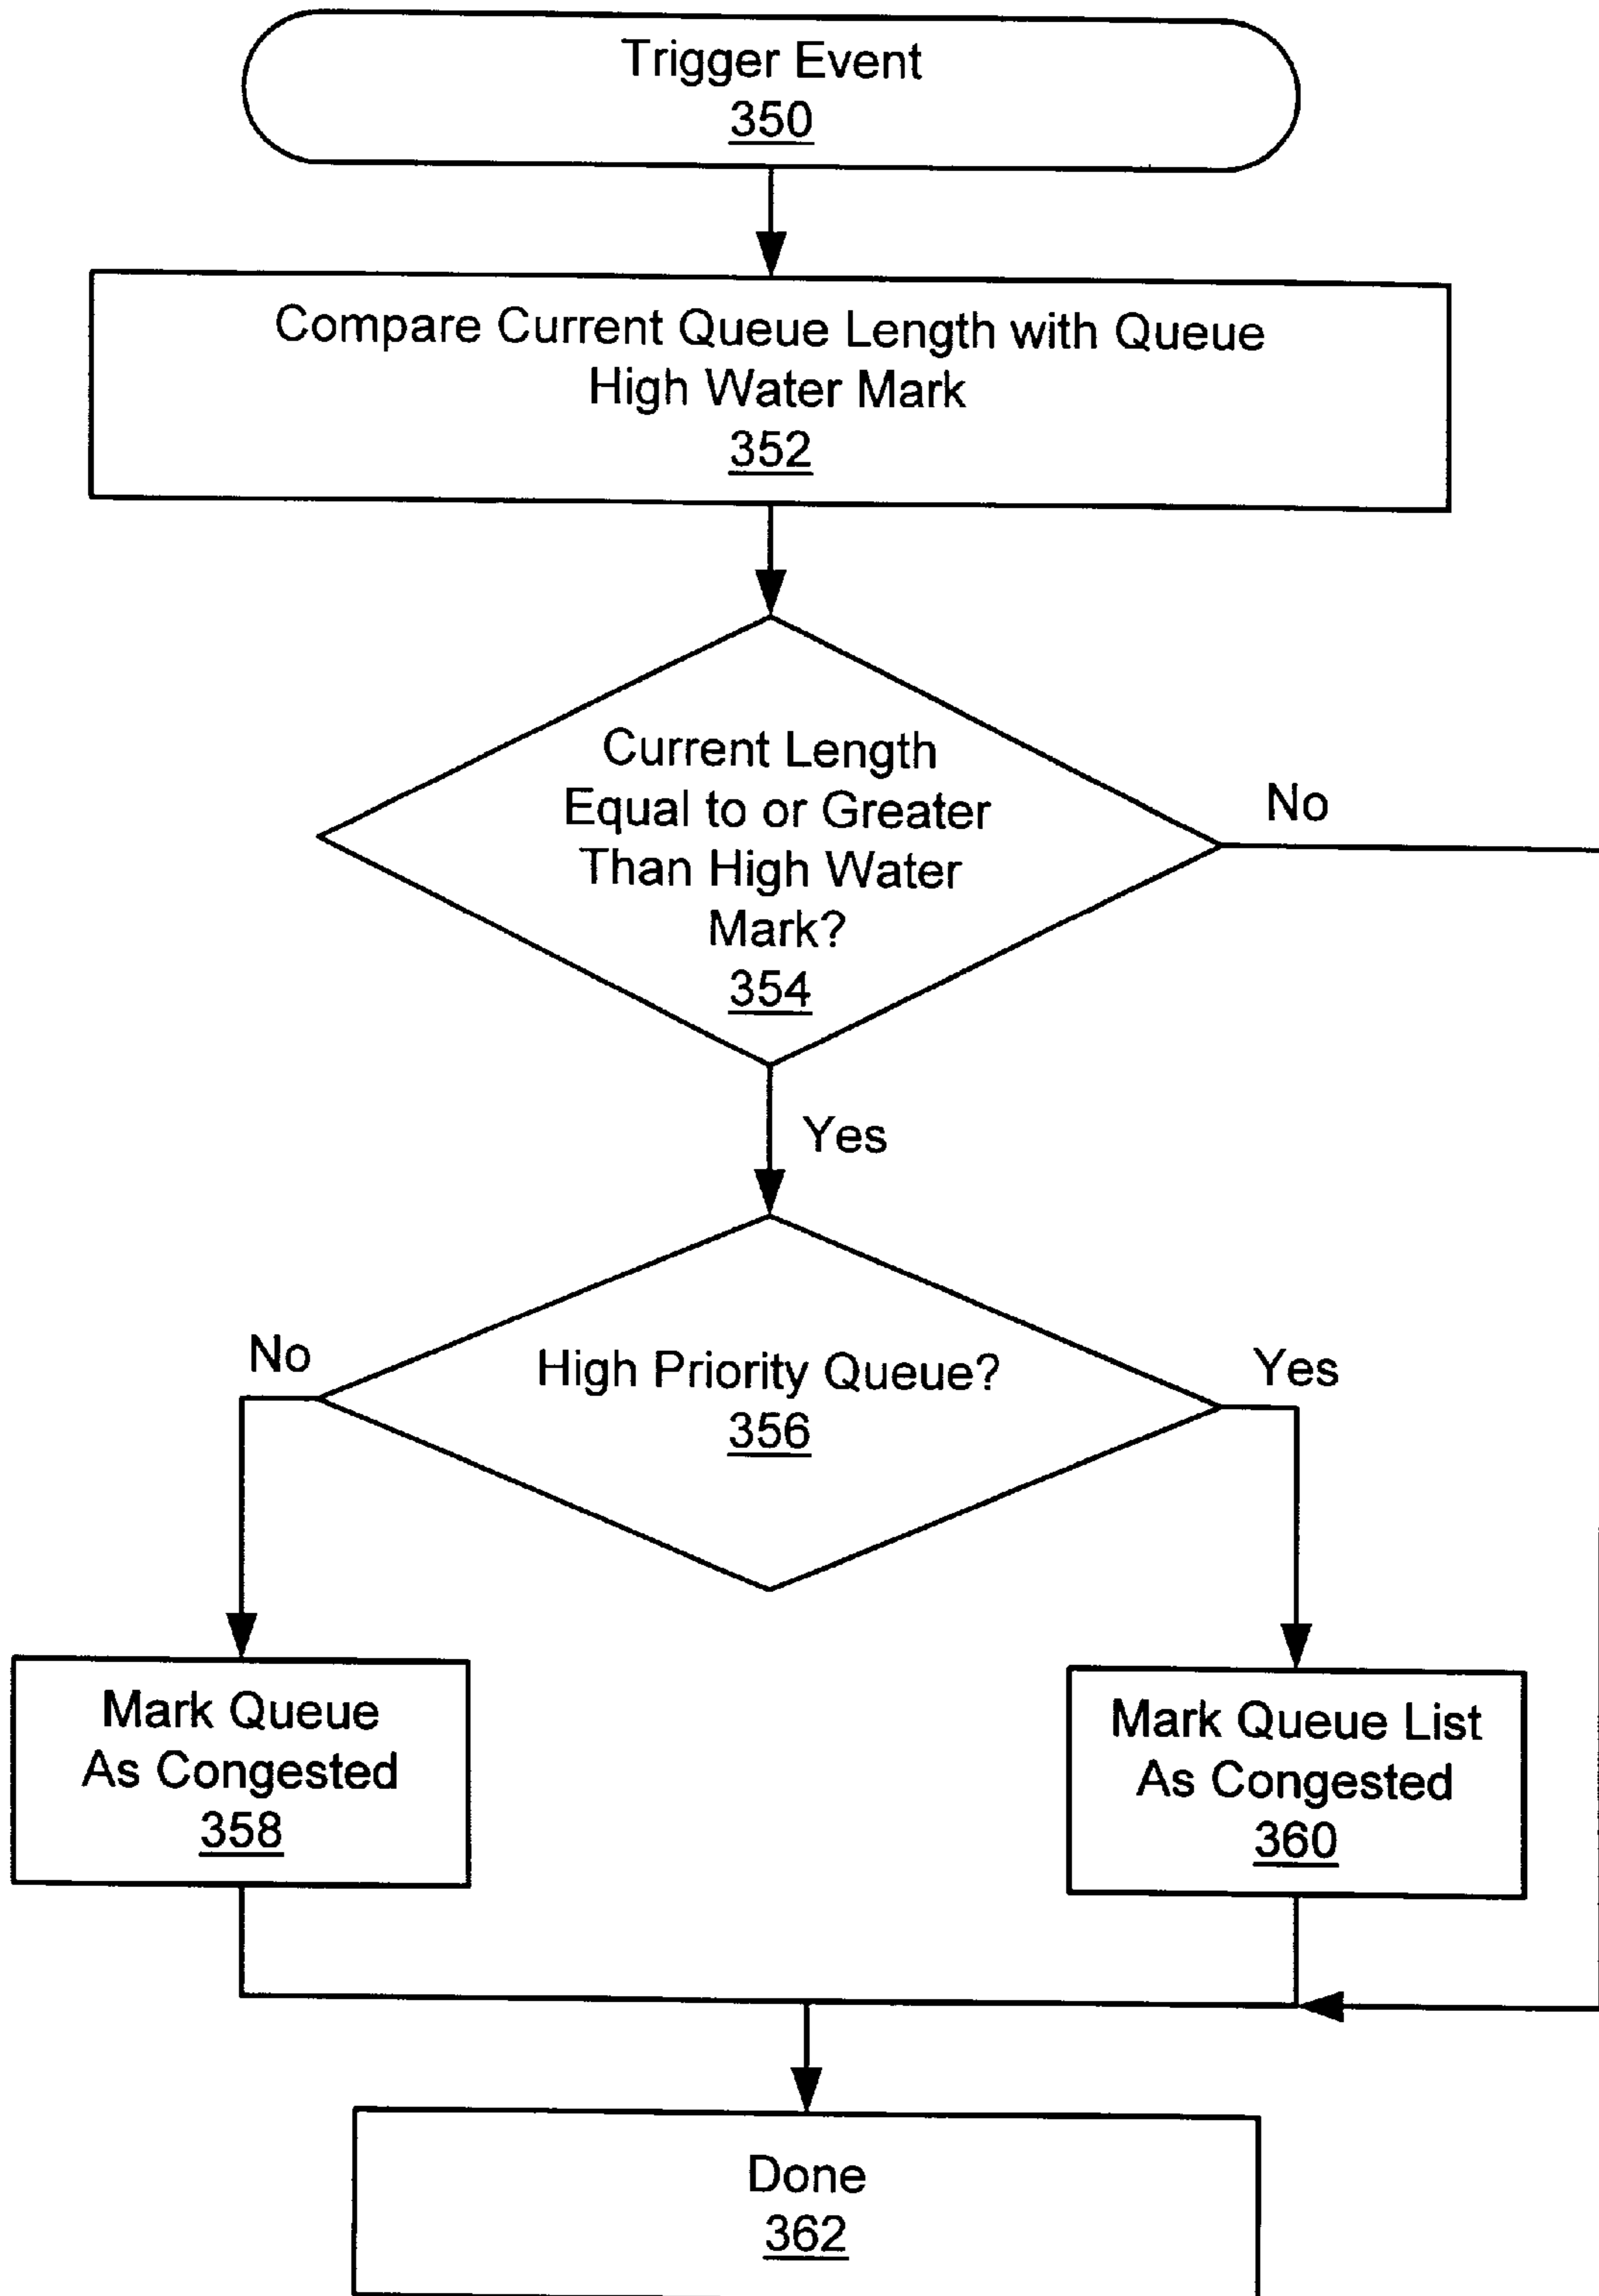 Trigger Event
350
Compare Current Queue Length with Queue
High Water Mark
352
Current Length
Equal to or Greater
Than High Water
Mark?
354
No
Yes
High Priority Queue?
356
No
Yes
Mark Queue
As Congested
358
Mark Queue List
As Congested
360
Done
362